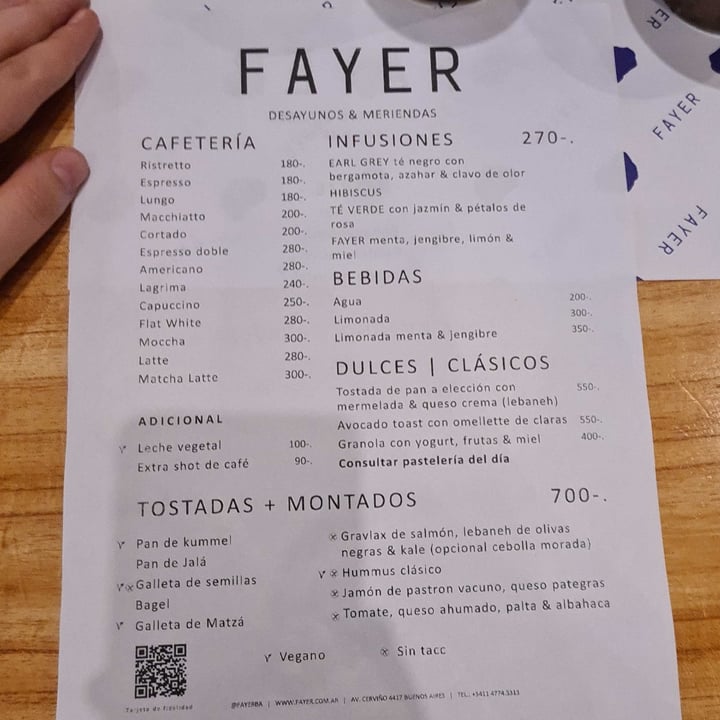 FAYER
DESAYUNOS & MERIENDAS
CAFETERÍA
Ristretto 180-.
Espresso 180-.
Lungo 180-.
Macchiatto 200-.
Cortado 200-.
Espresso doble 280-.
Americano 280-.
Lagrima 240-.
Capuccino 250-.
Flat White 280-.
Moccha 300-.
Latte 280-.
Matcha Latte 300-.
ADICIONAL
Leche vegetal 100-.
Extra shot de café 90-.
INFUSIONES 270-.
EARL GREY té negro con
bergamota, azahar & clavo de olor
HIBISCUS
TÉ VERDE con jazmín & pétalos de
rosa
FAYER menta, jengibre, limón &
miel
BEBIDAS
Agua 200-.
Limonada 300-.
Limonada menta & jengibre 350-.
DULCES | CLÁSICOS
Tostada de pan a elección con 550-.
mermelada & queso crema (lebaneh)
Avocado toast con omellette de claras 550-.
Granola con yogurt, frutas & miel 400-.
Consultar pastelería del día
TOSTADAS + MONTADOS 700-.
Pan de kummel
Pan de Jalá
Galleta de semillas
Bagel
Galleta de Matzá
Gravlax de salmón, lebaneh de olivas
negras & kale (opcional cebolla morada)
Hummus clásico
Jamón de pastron vacuno, queso pategras
Tomate, queso ahumado, palta & albahaca
Vegano
Sin tacc
Tarjeta de fidelidad
@FAYERBA | WWW.FAYER.COM.AR | AV. CERVIÑO 4417 BUENOS AIRES | TEL.: +5411 4774.3313
FAYER
FAYER